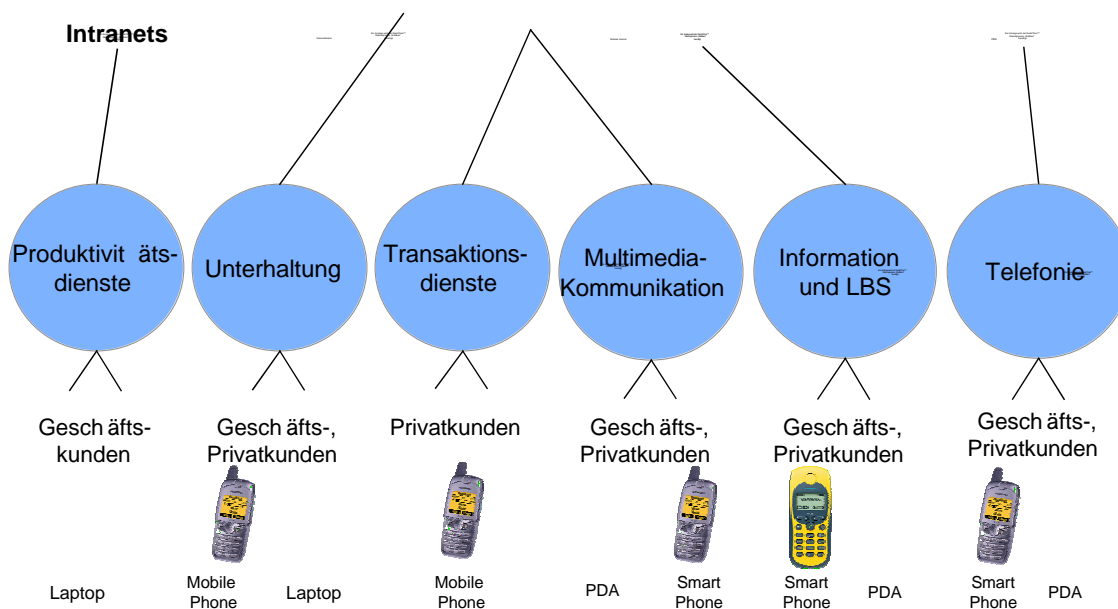 Intranets
Produktivit äts-
dienste
Unterhaltung
Transaktions-
dienste
Multimedia-
Kommunikation
Information
und LBS
Telefonie
Gesch äfts-
kunden
Gesch äfts-,
Privatkunden
Privatkunden
Gesch äfts-,
Privatkunden
Gesch äfts-,
Privatkunden
Gesch äfts-,
Privatkunden
Laptop
Mobile
Phone
Laptop
Mobile
Phone
PDA
Smart
Phone
Smart
Phone
PDA
Smart
Phone
PDA